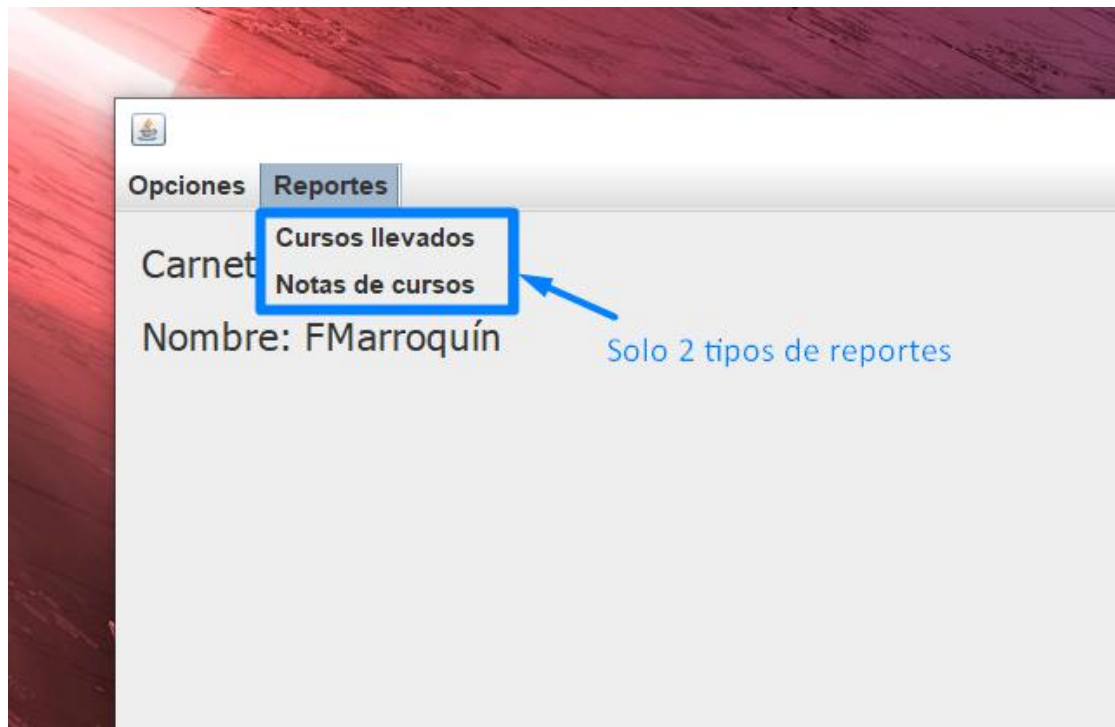 Opciones Reportes
Cursos llevados
Carnet
Notas de cursos
Nombre: FMarroquín
Solo 2 tipos de reportes